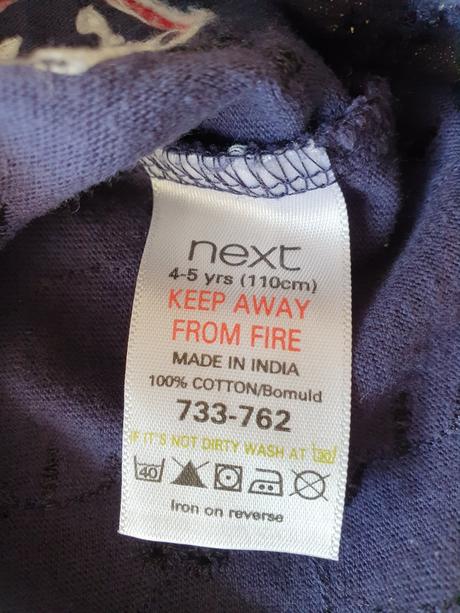 next
4-5 yrs (110cm)
KEEP AWAY
FROM FIRE
MADE IN INDIA
100% COTTON/Bomuld
733-762
IF IT'S NOT DIRTY WASH AT 30
40
Iron on reverse